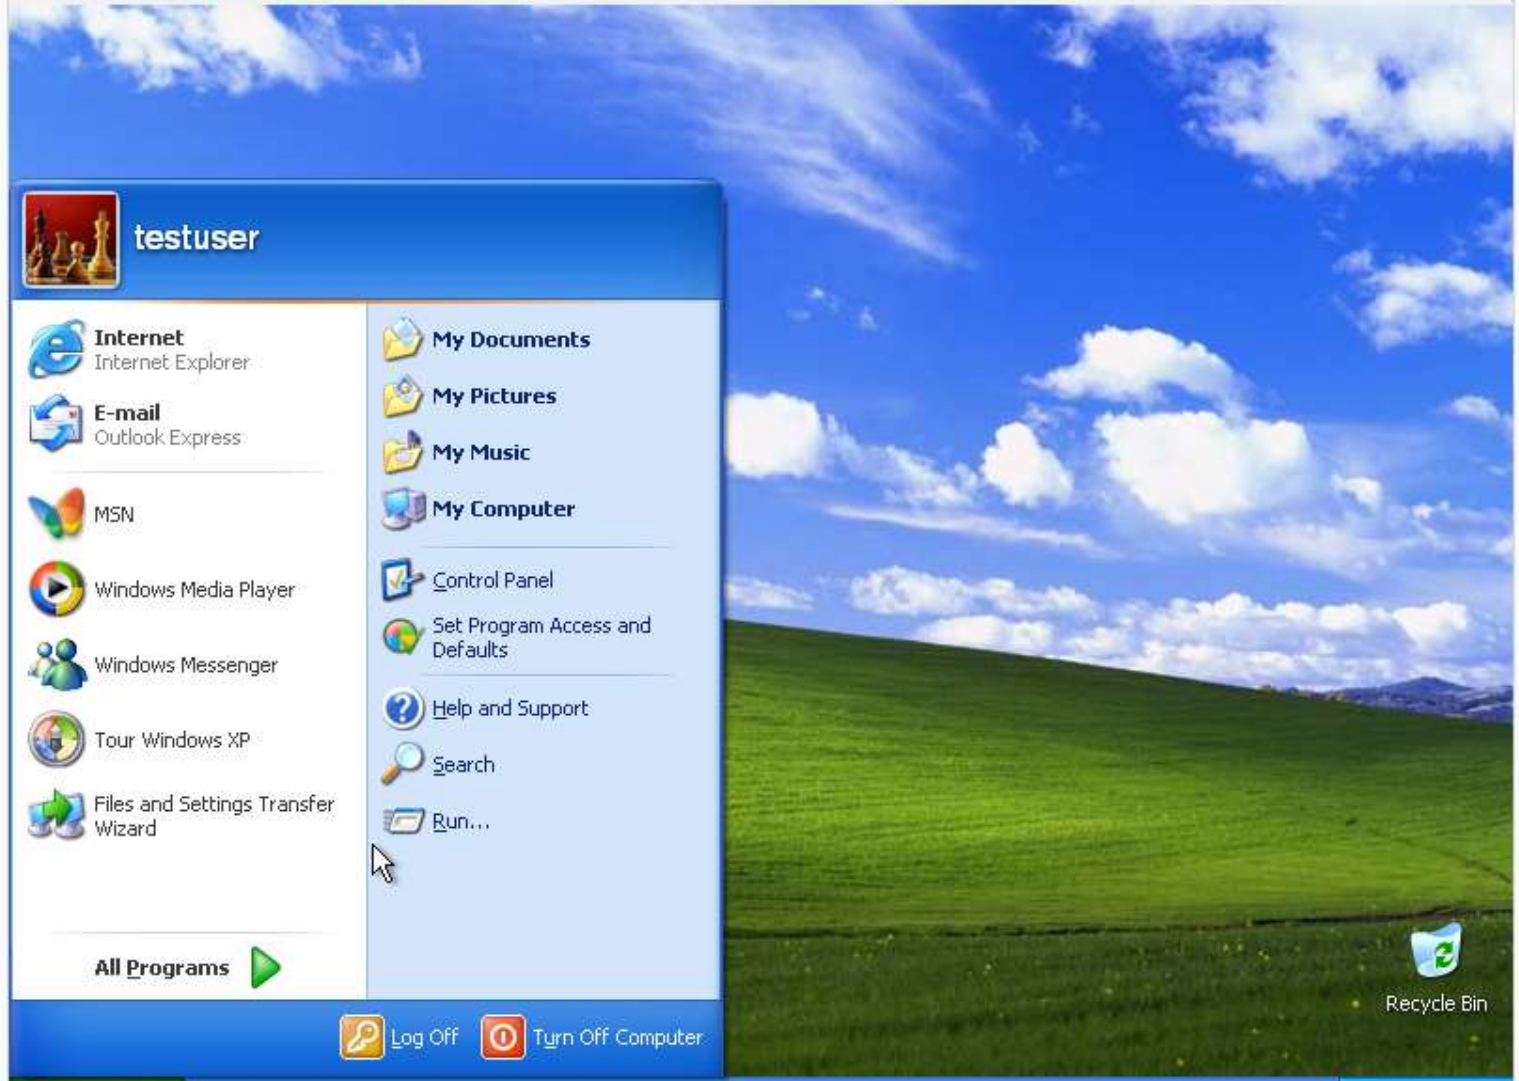 testuser
Internet
Internet Explorer
E-mail
Outlook Express
MSN
Windows Media Player
Windows Messenger
Tour Windows XP
Files and Settings Transfer
Wizard
All Programs
My Documents
My Pictures
My Music
My Computer
Control Panel
Set Program Access and
Defaults
Help and Support
Search
Run...
Log Off
Turn Off Computer
Recycle Bin